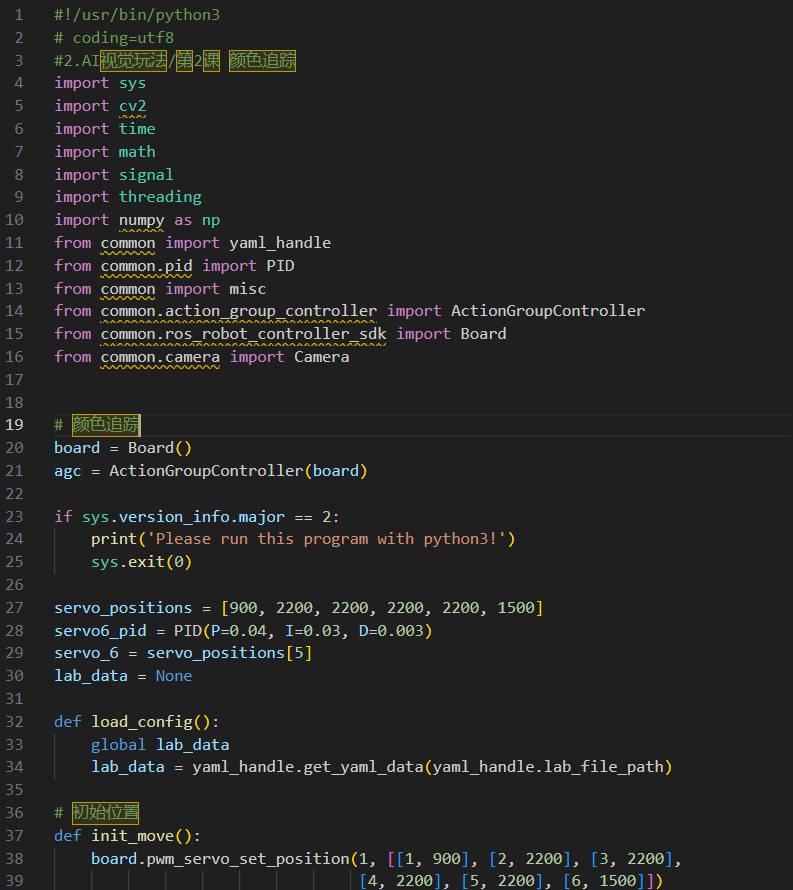 1 #!/usr/bin/python3
2 # coding=utf8
3 #2.AI视觉玩法/第2课 颜色追踪
4 import sys
5 import cv2
6 import time
7 import math
8 import signal
9 import threading
10 import numpy as np
11 from common import yaml_handle
12 from common.pid import PID
13 from common import misc
14 from common.action_group_controller import ActionGroupController
15 from common.ros_robot_controller_sdk import Board
16 from common.camera import Camera
17
18
19 # 颜色追踪
20 board = Board()
21 agc = ActionGroupController(board)
22
23 if sys.version_info.major == 2:
24     print('Please run this program with python3!')
25     sys.exit(0)
26
27 servo_positions = [900, 2200, 2200, 2200, 2200, 1500]
28 servo6_pid = PID(P=0.04, I=0.03, D=0.003)
29 servo_6 = servo_positions[5]
30 lab_data = None
31
32 def load_config():
33     global lab_data
34     lab_data = yaml_handle.get_yaml_data(yaml_handle.lab_file_path)
35
36 # 初始位置
37 def init_move():
38     board.pwm_servo_set_position(1, [[1, 900], [2, 2200], [3, 2200],
39                                  [4, 2200], [5, 2200], [6, 1500]])